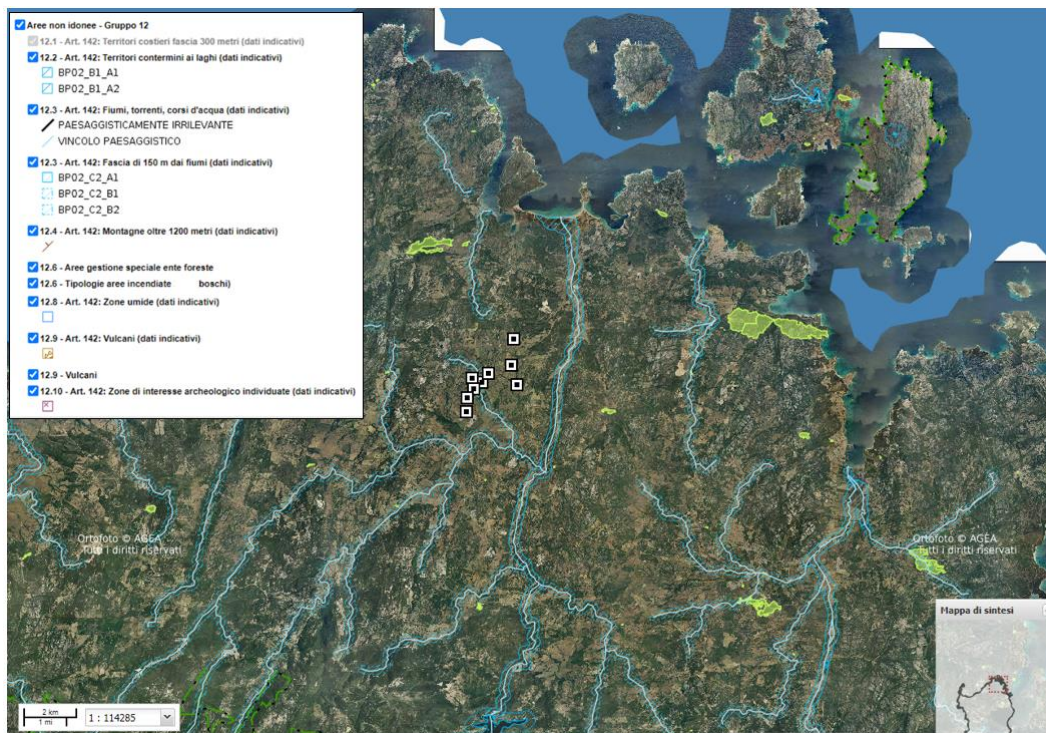 Aree non idonee - Gruppo 12
12.1 - Art. 142: Territori costieri fascia 300 metri (dati indicativi)
12.2 - Art. 142: Territori contermini ai laghi (dati indicativi)
BP02_B1_A1
BP02_B1_A2
12.3 - Art. 142: Fiumi, torrenti, corsi d'acqua (dati indicativi)
PAESAGGISTICAMENTE IRRILEVANTE
VINCOLO PAESAGGISTICO
12.3 - Art. 142: Fascia di 150 m dai fiumi (dati indicativi)
BP02_C2_A1
BP02_C2_B1
BP02_C2_B2
12.4 - Art. 142: Montagne oltre 1200 metri (dati indicativi)
12.6 - Aree gestione speciale ente foreste
12.6 - Tipologie aree incendiate boschi)
12.8 - Art. 142: Zone umide (dati indicativi)
12.9 - Art. 142: Vulcani (dati indicativi)
12.9 - Vulcani
12.10 - Art. 142: Zone di interesse archeologico individuate (dati indicativi)
Ortofoto © AGEA
Tutti i diritti riservati
Ortofoto © AGEA
Tutti i diritti riservati
Mappa di sintesi
2 km
1 mi
1 : 114285